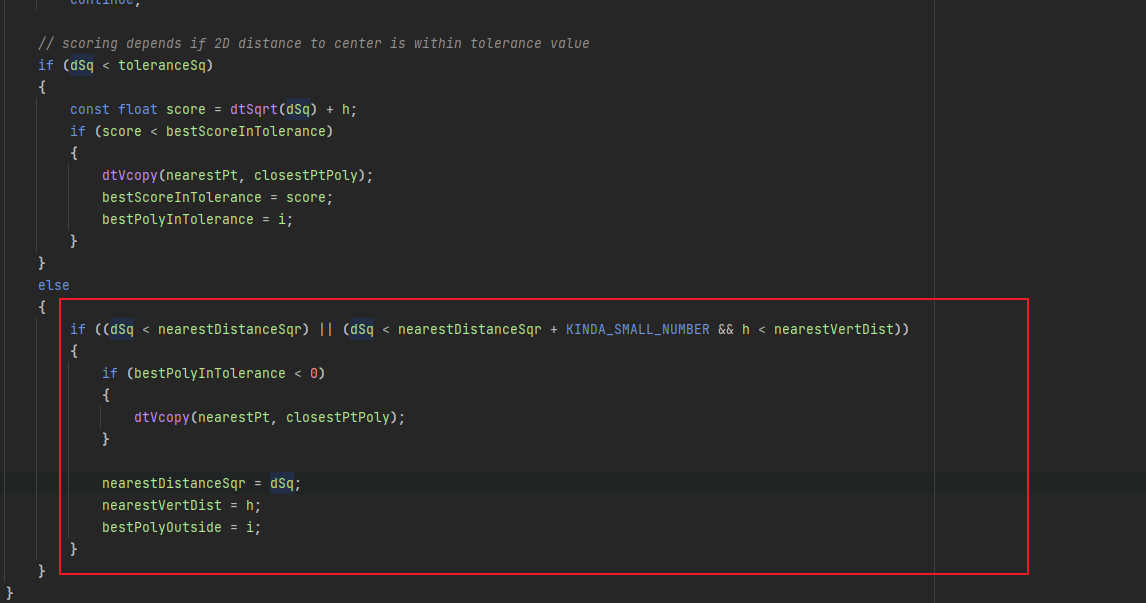 continue;
// scoring depends if 2D distance to center is within tolerance value
if (dSq < toleranceSq)
{
const float score = dtSqrt(dSq) + h;
if (score < bestScoreInTolerance)
{
dtVcopy(nearestPt, closestPtPoly);
bestScoreInTolerance = score;
bestPolyInTolerance = i;
}
}
else
{
if ((dSq < nearestDistanceSqr) || (dSq < nearestDistanceSqr + KINDA_SMALL_NUMBER && h < nearestVertDist))
{
if (bestPolyInTolerance < 0)
{
dtVcopy(nearestPt, closestPtPoly);
}
nearestDistanceSqr = dSq;
nearestVertDist = h;
bestPolyOutside = i;
}
}
}